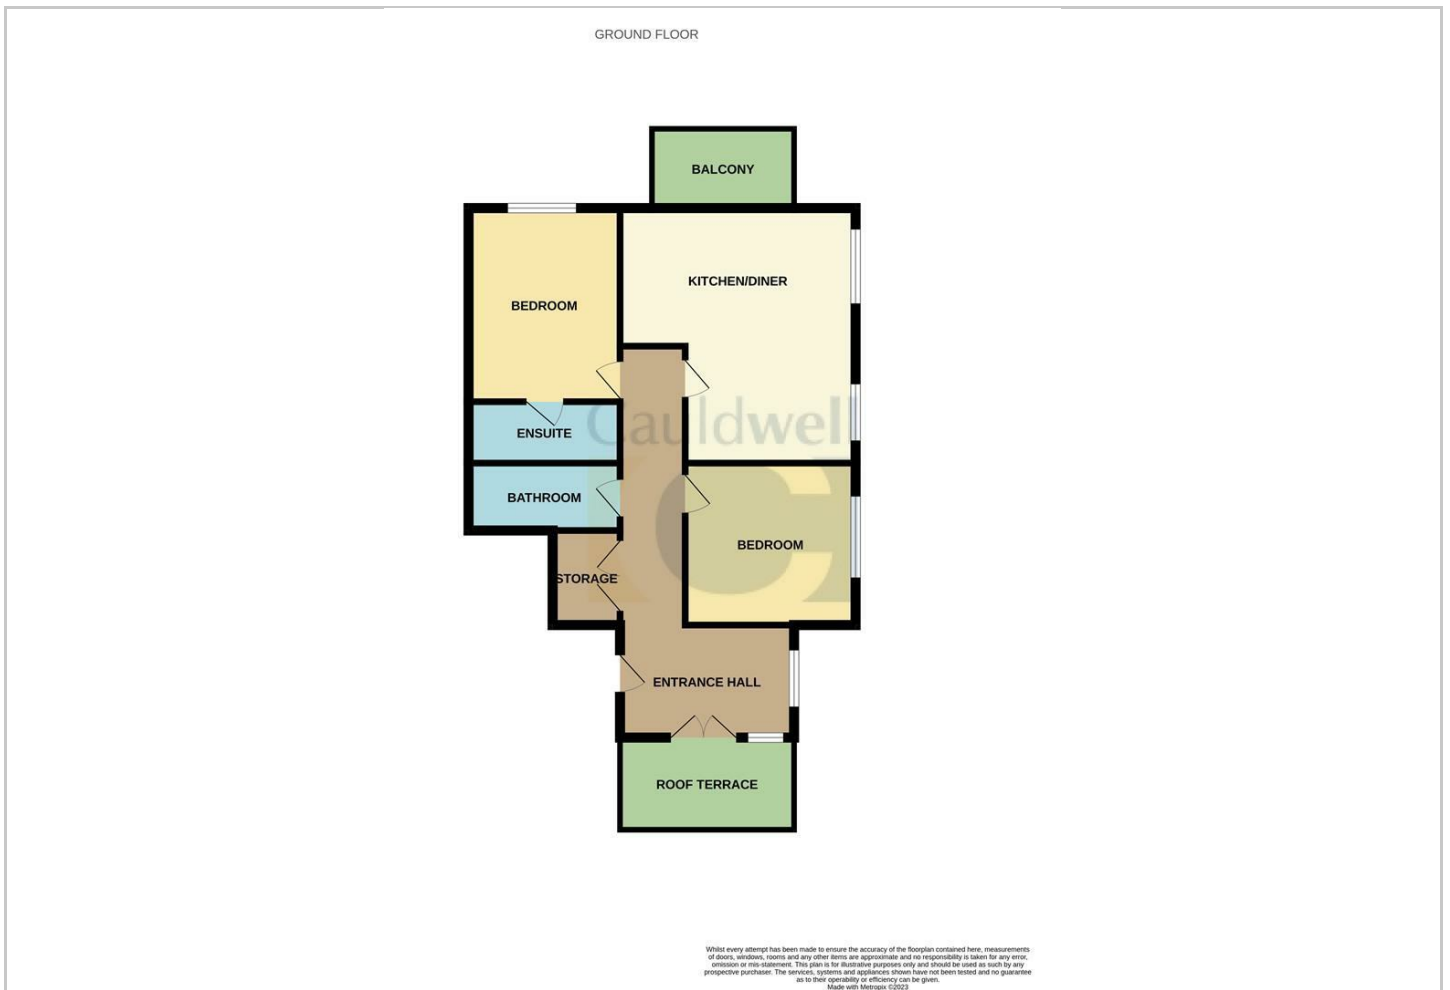 GROUND FLOOR
BALCONY
KITCHEN/DINER
BEDROOM
Cauldwell
ENSUITE
BATHROOM
C
BEDROOM
STORAGE
ENTRANCE HALL
ROOF TERRACE
Whilst every attempt has been made to ensure the accuracy of the floorplan contained here, measurements
of doors, windows, rooms and any other items are approximate and no responsibility is taken for any error,
omission or mis-statement. This plan is for illustrative purposes only and should be used as such by any
prospective purchaser. The services, systems and appliances shown have not been tested and no guarantee
as to their operability or efficiency can be given.
Made with Metropix ©2023